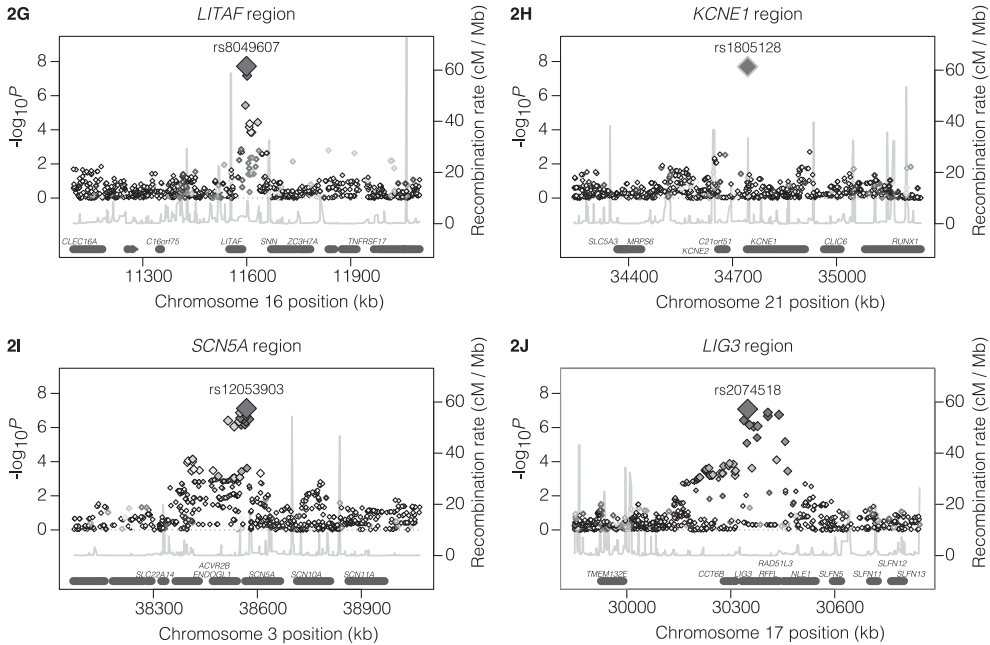 2G
LITAF region
rs8049607
8
6
4
2
0
-log10P
60
40
20
0
Recombination rate (cM / Mb)
CLEC16A C16orf75 LITAF SNN ZC3H7A TNFRSF17
11300 11600 11900
Chromosome 16 position (kb)
2H
KCNE1 region
rs1805128
8
6
4
2
0
-log10P
60
40
20
0
Recombination rate (cM / Mb)
SLC5A3 MRPS6 C21orf51 KCNE1 CLIC6 RUNX1
KCNE2
34400 34700 35000
Chromosome 21 position (kb)
2I
SCN5A region
rs12053903
8
6
4
2
0
-log10P
60
40
20
0
Recombination rate (cM / Mb)
ACVR2B
SLC22A14 ENDOGL1 SCN5A SCN10A SCN11A
38300 38600 38900
Chromosome 3 position (kb)
2J
LIG3 region
rs2074518
8
6
4
2
0
-log10P
60
40
20
0
Recombination rate (cM / Mb)
RAD51L3 SLFN12
TMEM132E CCT6B LIG3 RFFL NLE1 SLFN5 SLFN11 SLFN13
30000 30300 30600
Chromosome 17 position (kb)